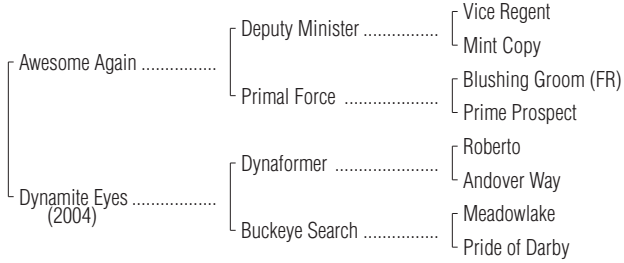 Vice Regent
Deputy Minister ..................
Mint Copy
Awesome Again ................
Blushing Groom (FR)
Primal Force ......................
Prime Prospect
Roberto
Dynaformer ........................
Andover Way
Dynamite Eyes ..................
(2004)
Meadowlake
Buckeye Search .................
Pride of Darby